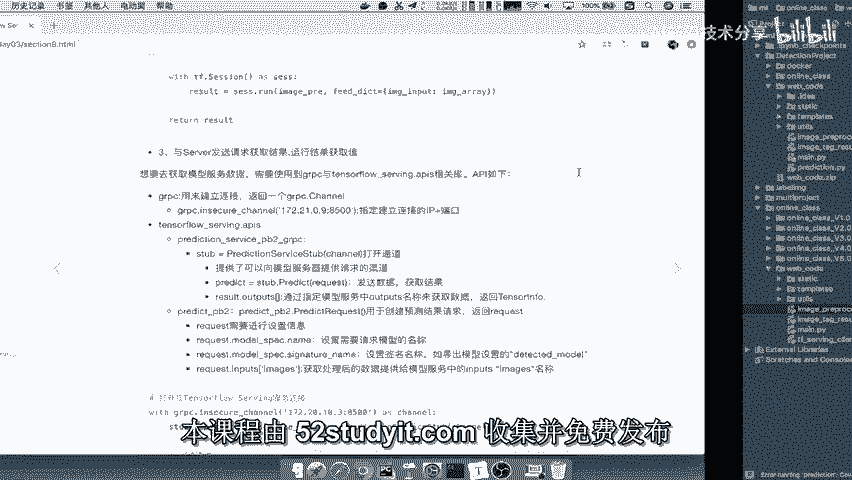 历史记录 书签 其他人 电动窗 帮助
100%
day03/section8.html
技术分享 bilibili
with tf.Session() as sess:
result = sess.run(image_pre, feed_dict={img_input: img_array})
return result
3、与Server发送请求获取结果,运行结果获取值
想要去获取模型服务数据，需要使用到grpc与tensorflow_serving.apis相关库。API如下：
grpc:用来建立连接，返回一个grpc.Channel
grpc.insecure_channel('172.21.0.9:8500'):指定建立连接的IP+端口
tensorflow_serving.apis
prediction_service_pb2_grpc:
stub = PredictionServiceStub(channel)打开通道
提供了可以向模型服务器提供请求的渠道
predict = stub.Predict(request)：发送数据，获取结果
result.outputs[]:通过指定模型服务中outputs名称来获取数据，返回TensorInfo.
predict_pb2：predict_pb2.PredictRequest()用于创建预测结果请求，返回request
request需要进行设置信息
request.model_spec.name：设置需要请求模型的名称
request.model_spec.signature_name：设置签名名称，如导出模型设置的"detected_model"
request.inputs['images']:获取处理后的数据提供给模型服务中的inputs "images"名称
# 打开通Tensorflow Serving的连接
with grpc.insecure_channel('172.20.10.3:8500') as channel:
本课程由 52studyit.com 收集并免费发布
online_class
.ipynb_checkpoints
DetectionProject
docker
online_class
web_code
.idea
static
templates
utils
image_preproc
image_tag_resu
main.py
prediction.py
web_code.zip
labelimg
multiproject
online_class
online_class_V1.0
online_class_V2.0
online_class_V3.0
online_class_V4.0
online_class_V5.0
web_code
static
templates
utils
image_preproc
image_tag_resu
main.py
External Libraries
Scratches and Console
Error running 'prediction': Can